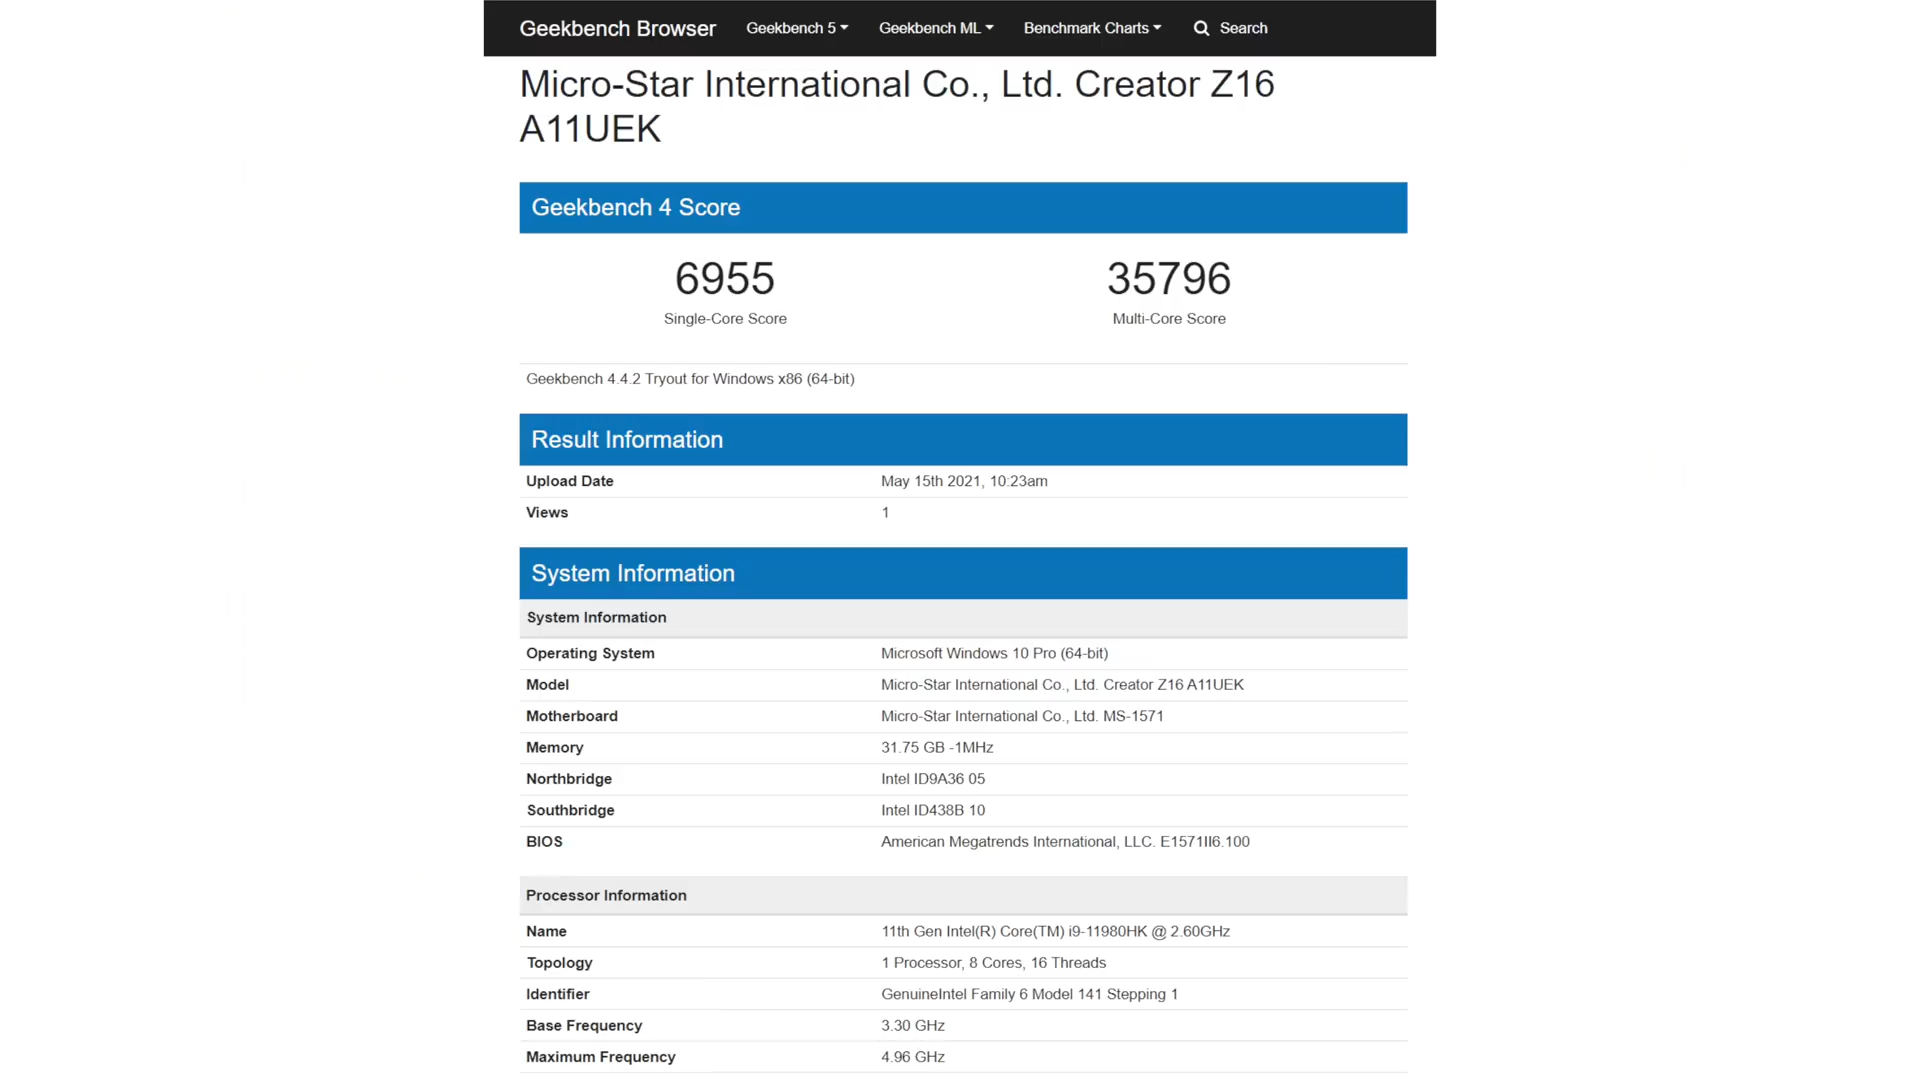 Geekbench Browser Geekbench 5 Geekbench ML Benchmark Charts Search
Micro-Star International Co., Ltd. Creator Z16
A11UEK
Geekbench 4 Score
6955 35796
Single-Core Score Multi-Core Score
Geekbench 4.4.2 Tryout for Windows x86 (64-bit)
Result Information
Upload Date May 15th 2021, 10:23am
Views 1
System Information
System Information
Operating System Microsoft Windows 10 Pro (64-bit)
Model Micro-Star International Co., Ltd. Creator Z16 A11UEK
Motherboard Micro-Star International Co., Ltd. MS-1571
Memory 31.75 GB -1MHz
Northbridge Intel ID9A36 05
Southbridge Intel ID438B 10
BIOS American Megatrends International, LLC. E1571II6.100
Processor Information
Name 11th Gen Intel(R) Core(TM) i9-11980HK @ 2.60GHz
Topology 1 Processor, 8 Cores, 16 Threads
Identifier GenuineIntel Family 6 Model 141 Stepping 1
Base Frequency 3.30 GHz
Maximum Frequency 4.96 GHz